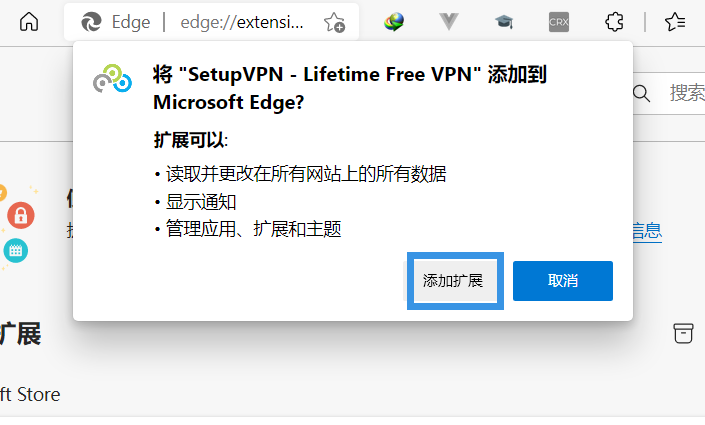 Edge | edge://extensi... CRX
将 "SetupVPN - Lifetime Free VPN" 添加到
Microsoft Edge?
搜索
扩展可以:
• 读取并更改在所有网站上的所有数据
• 显示通知
• 管理应用、扩展和主题
信息
添加扩展 取消
扩展
ft Store